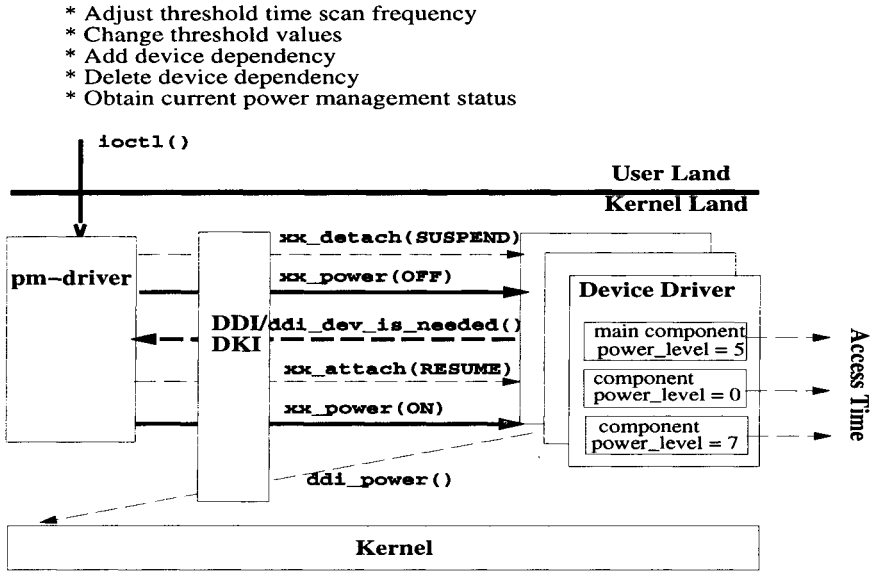 * Adjust threshold time scan frequency
* Change threshold values
* Add device dependency
* Delete device dependency
* Obtain current power management status
ioctl()
User Land
Kernel Land
xx_detach(SUSPEND)
pm-driver
xx_power(OFF)
Device Driver
DDI/ddi_dev_is_needed()
DKI
main component
power_level = 5
xx_attach(RESUME)
component
power_level = 0
xx_power(ON)
component
power_level = 7
Access Time
ddi_power()
Kernel